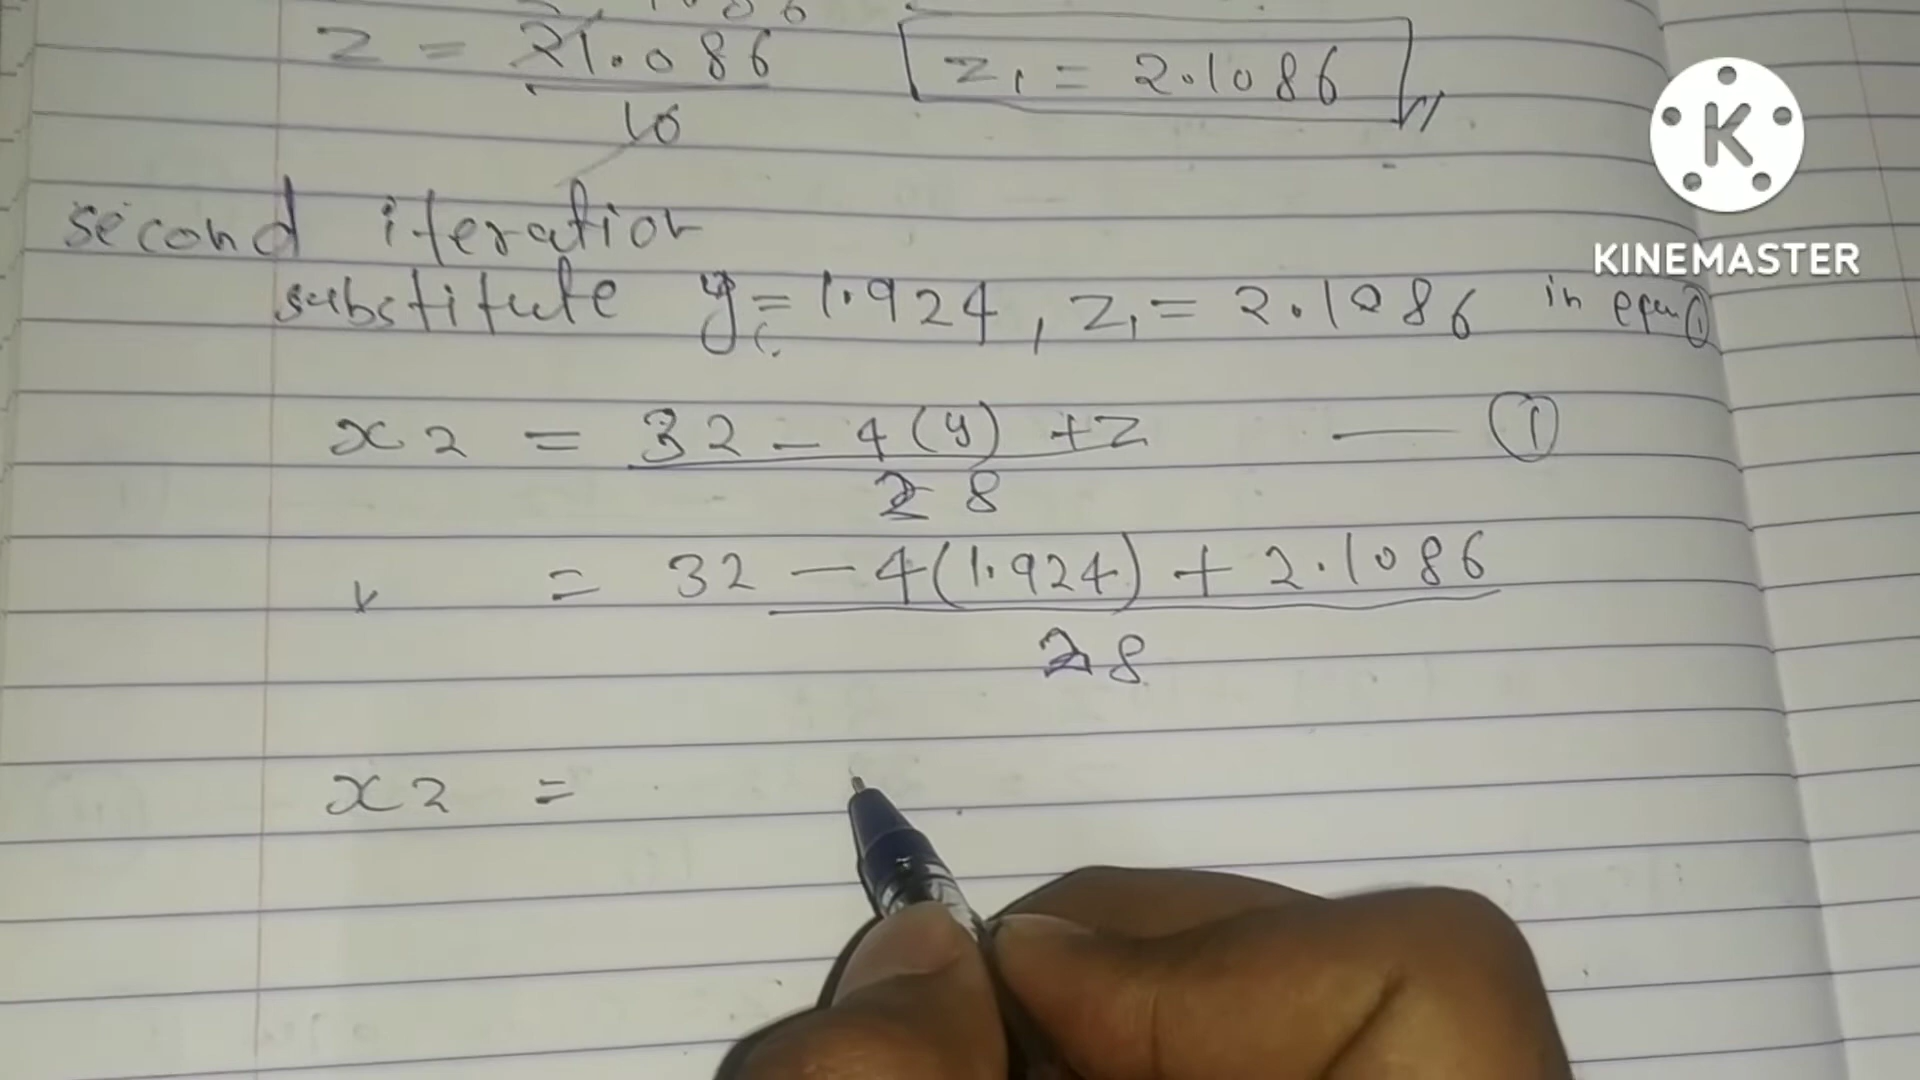 z = 21.086 z1 = 2.1086
10
K
KINEMASTER
second iteration
substitute y1 = 1.924, z1 = 2.1086 in eqn ①
x2 = 32 - 4(y) + z — ①
28
= 32 - 4(1.924) + 2.1086
28
x2 =